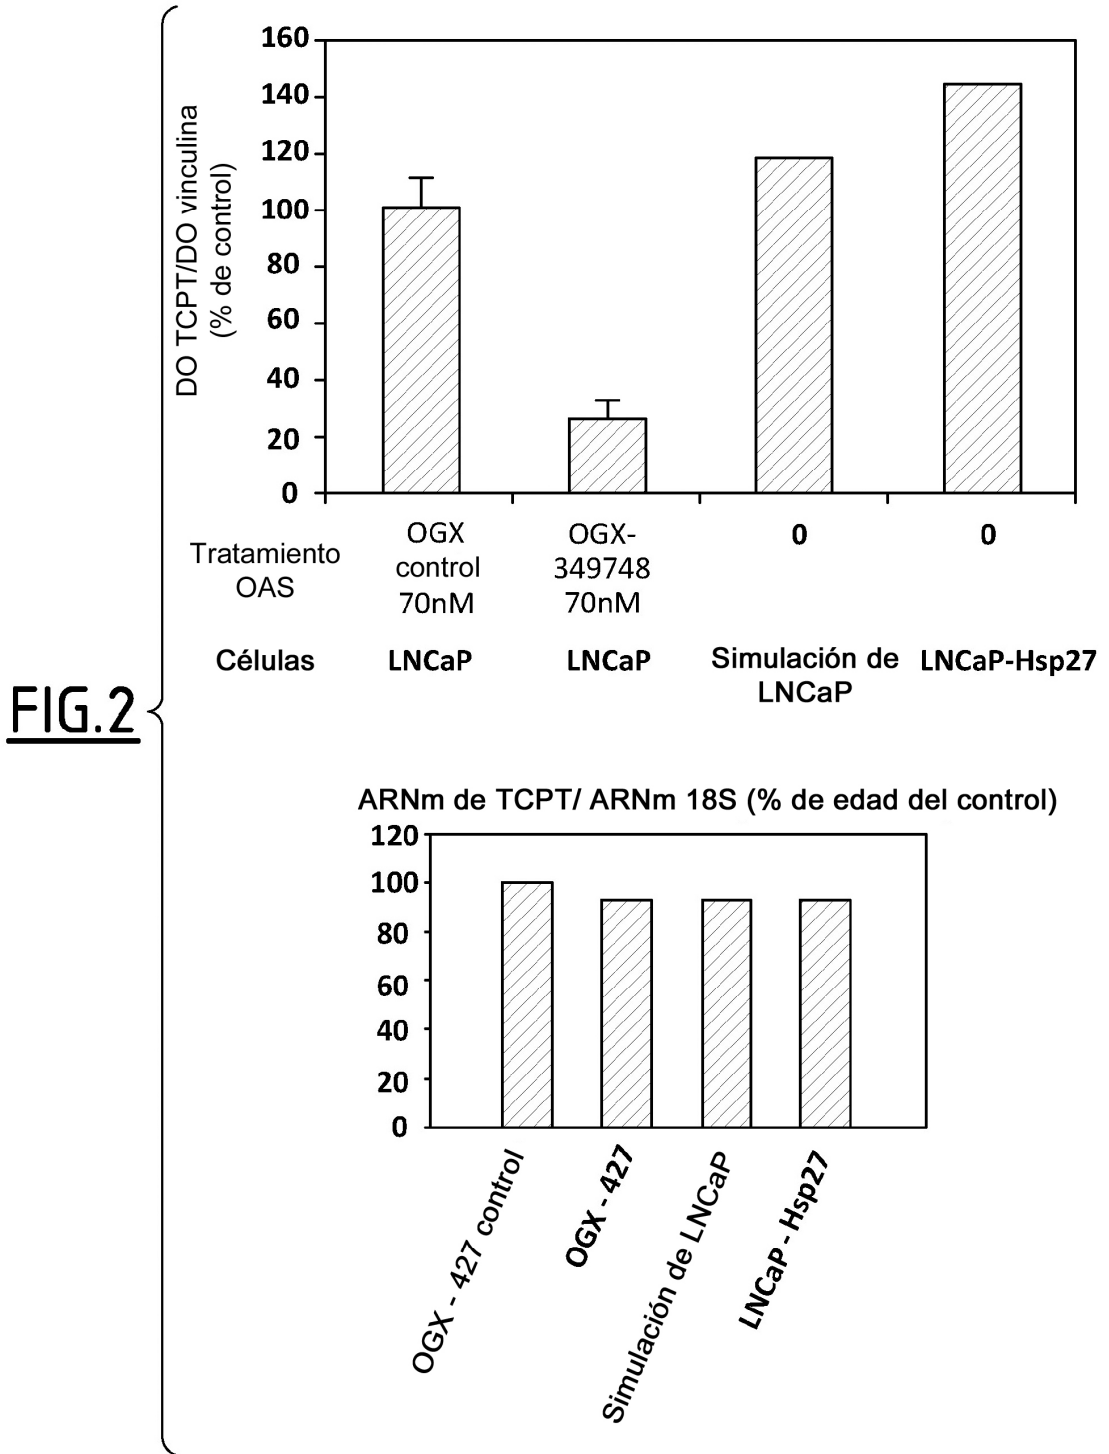 160
140
120
100
80
60
40
20
0
DO TCPT/DO vinculina
(% de control)
Tratamiento
OAS
OGX
control
70nM
OGX-
349748
70nM
0
0
Células
LNCaP
LNCaP
Simulación de
LNCaP
LNCaP-Hsp27
FIG.2
ARNm de TCPT/ ARNm 18S (% de edad del control)
120
100
80
60
40
20
0
OGX - 427 control
OGX - 427
Simulación de LNCaP
LNCaP - Hsp27